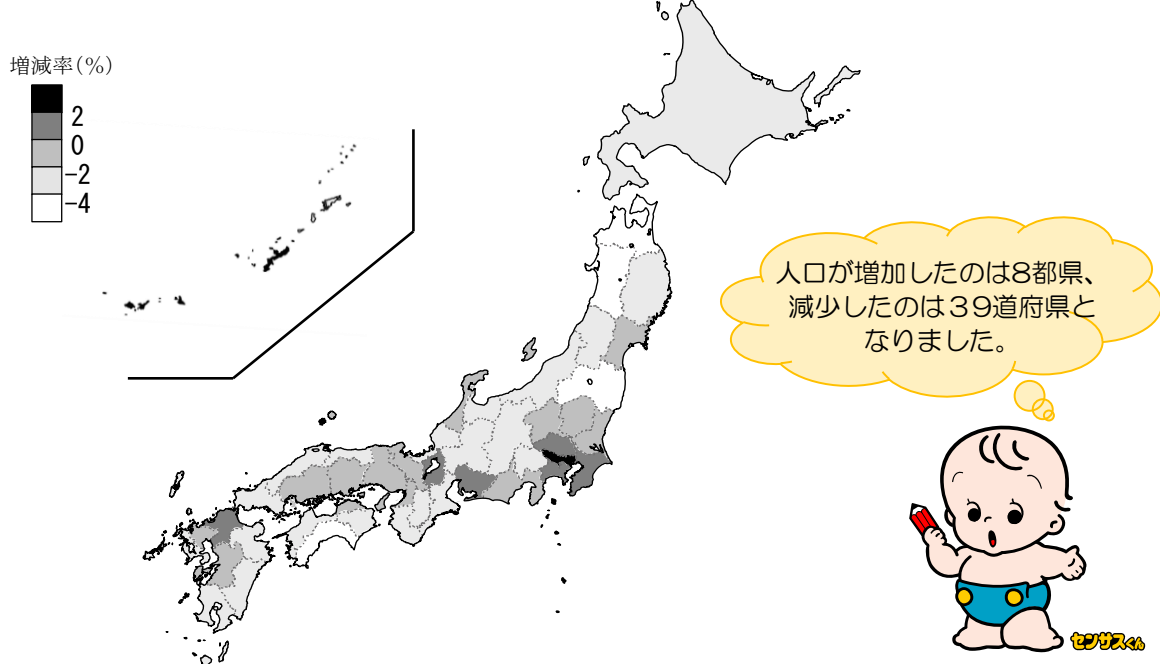 増減率(%)
2
0
-2
-4
人口が増加したのは8都県、
減少したのは39道府県と
なりました。
センサスくん